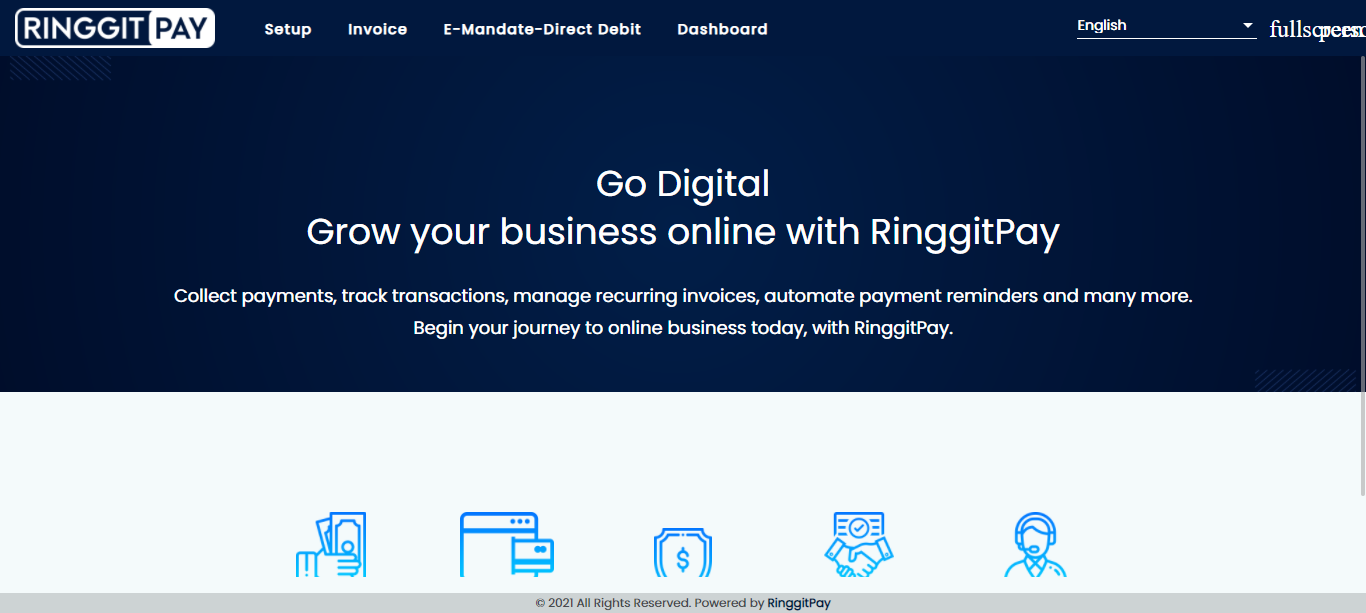 RINGGIT PAY
Setup Invoice E-Mandate-Direct Debit Dashboard
English
fullscreen
Go Digital
Grow your business online with RinggitPay
Collect payments, track transactions, manage recurring invoices, automate payment reminders and many more.
Begin your journey to online business today, with RinggitPay.
$
© 2021 All Rights Reserved. Powered by RinggitPay